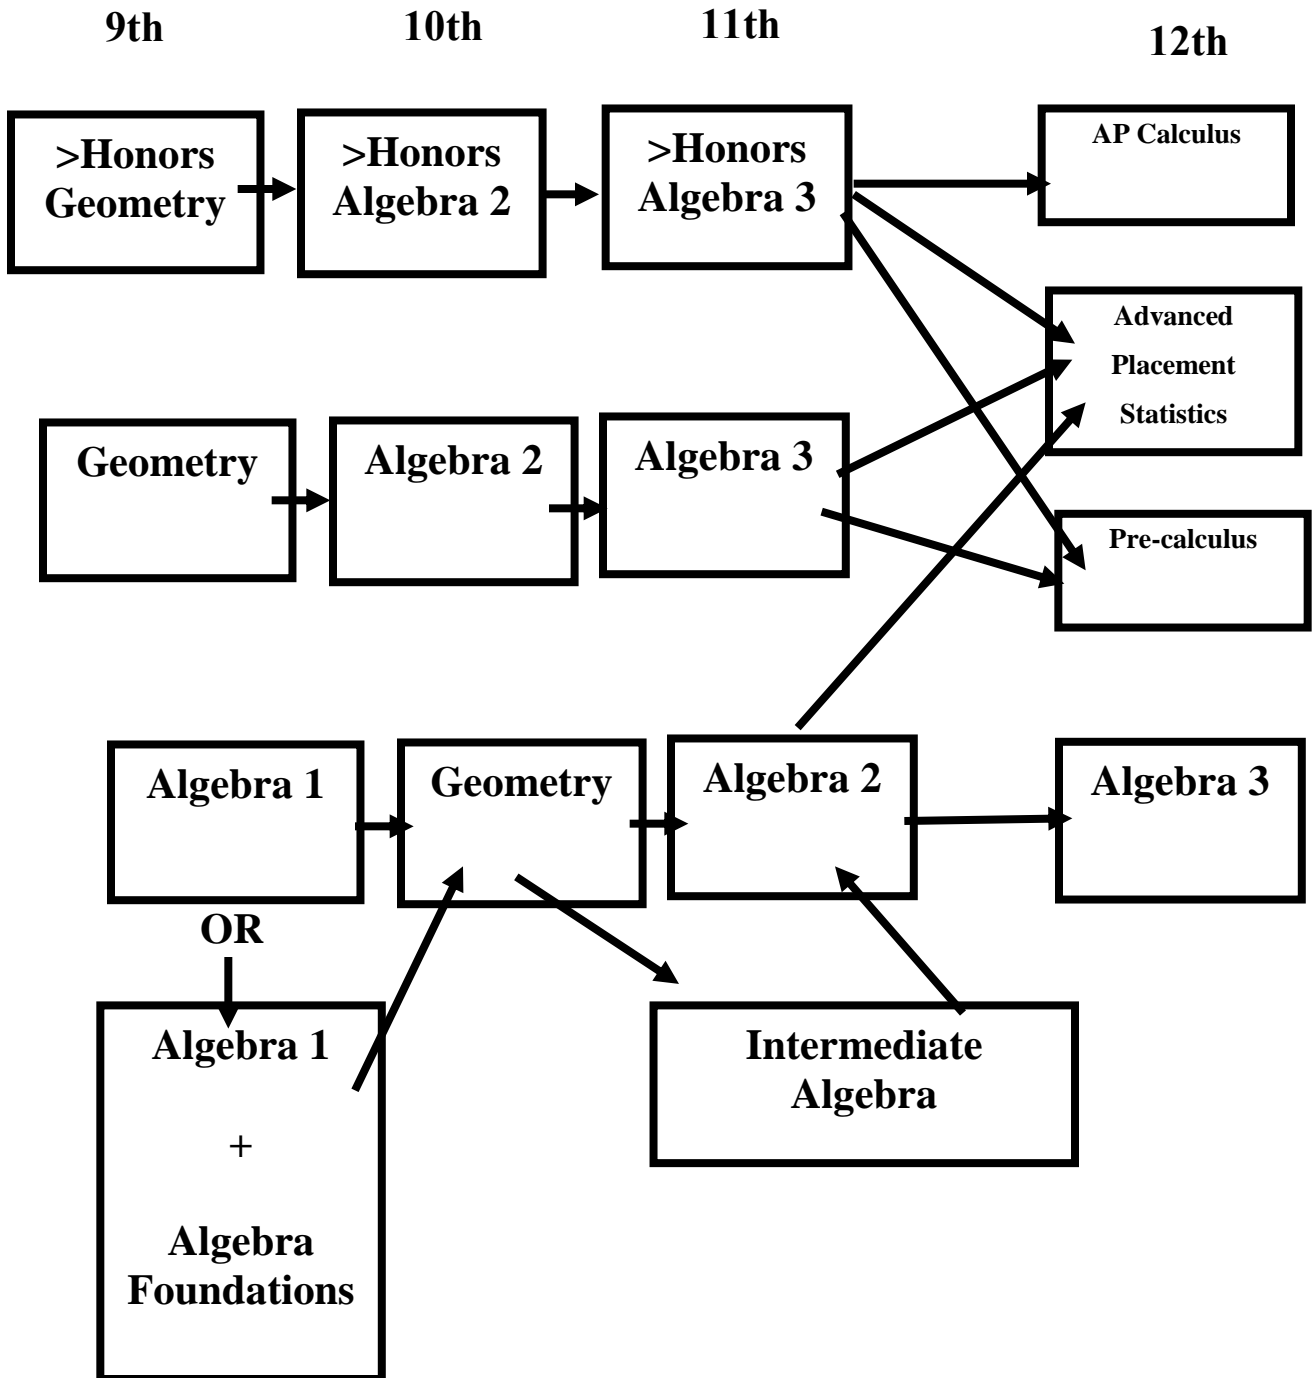 9th
10th
11th
12th
>Honors
Geometry
>Honors
Algebra 2
>Honors
Algebra 3
AP Calculus
Advanced
Placement
Statistics
Geometry
Algebra 2
Algebra 3
Pre-calculus
Algebra 1
Geometry
Algebra 2
Algebra 3
OR
Algebra 1
+
Algebra
Foundations
Intermediate
Algebra